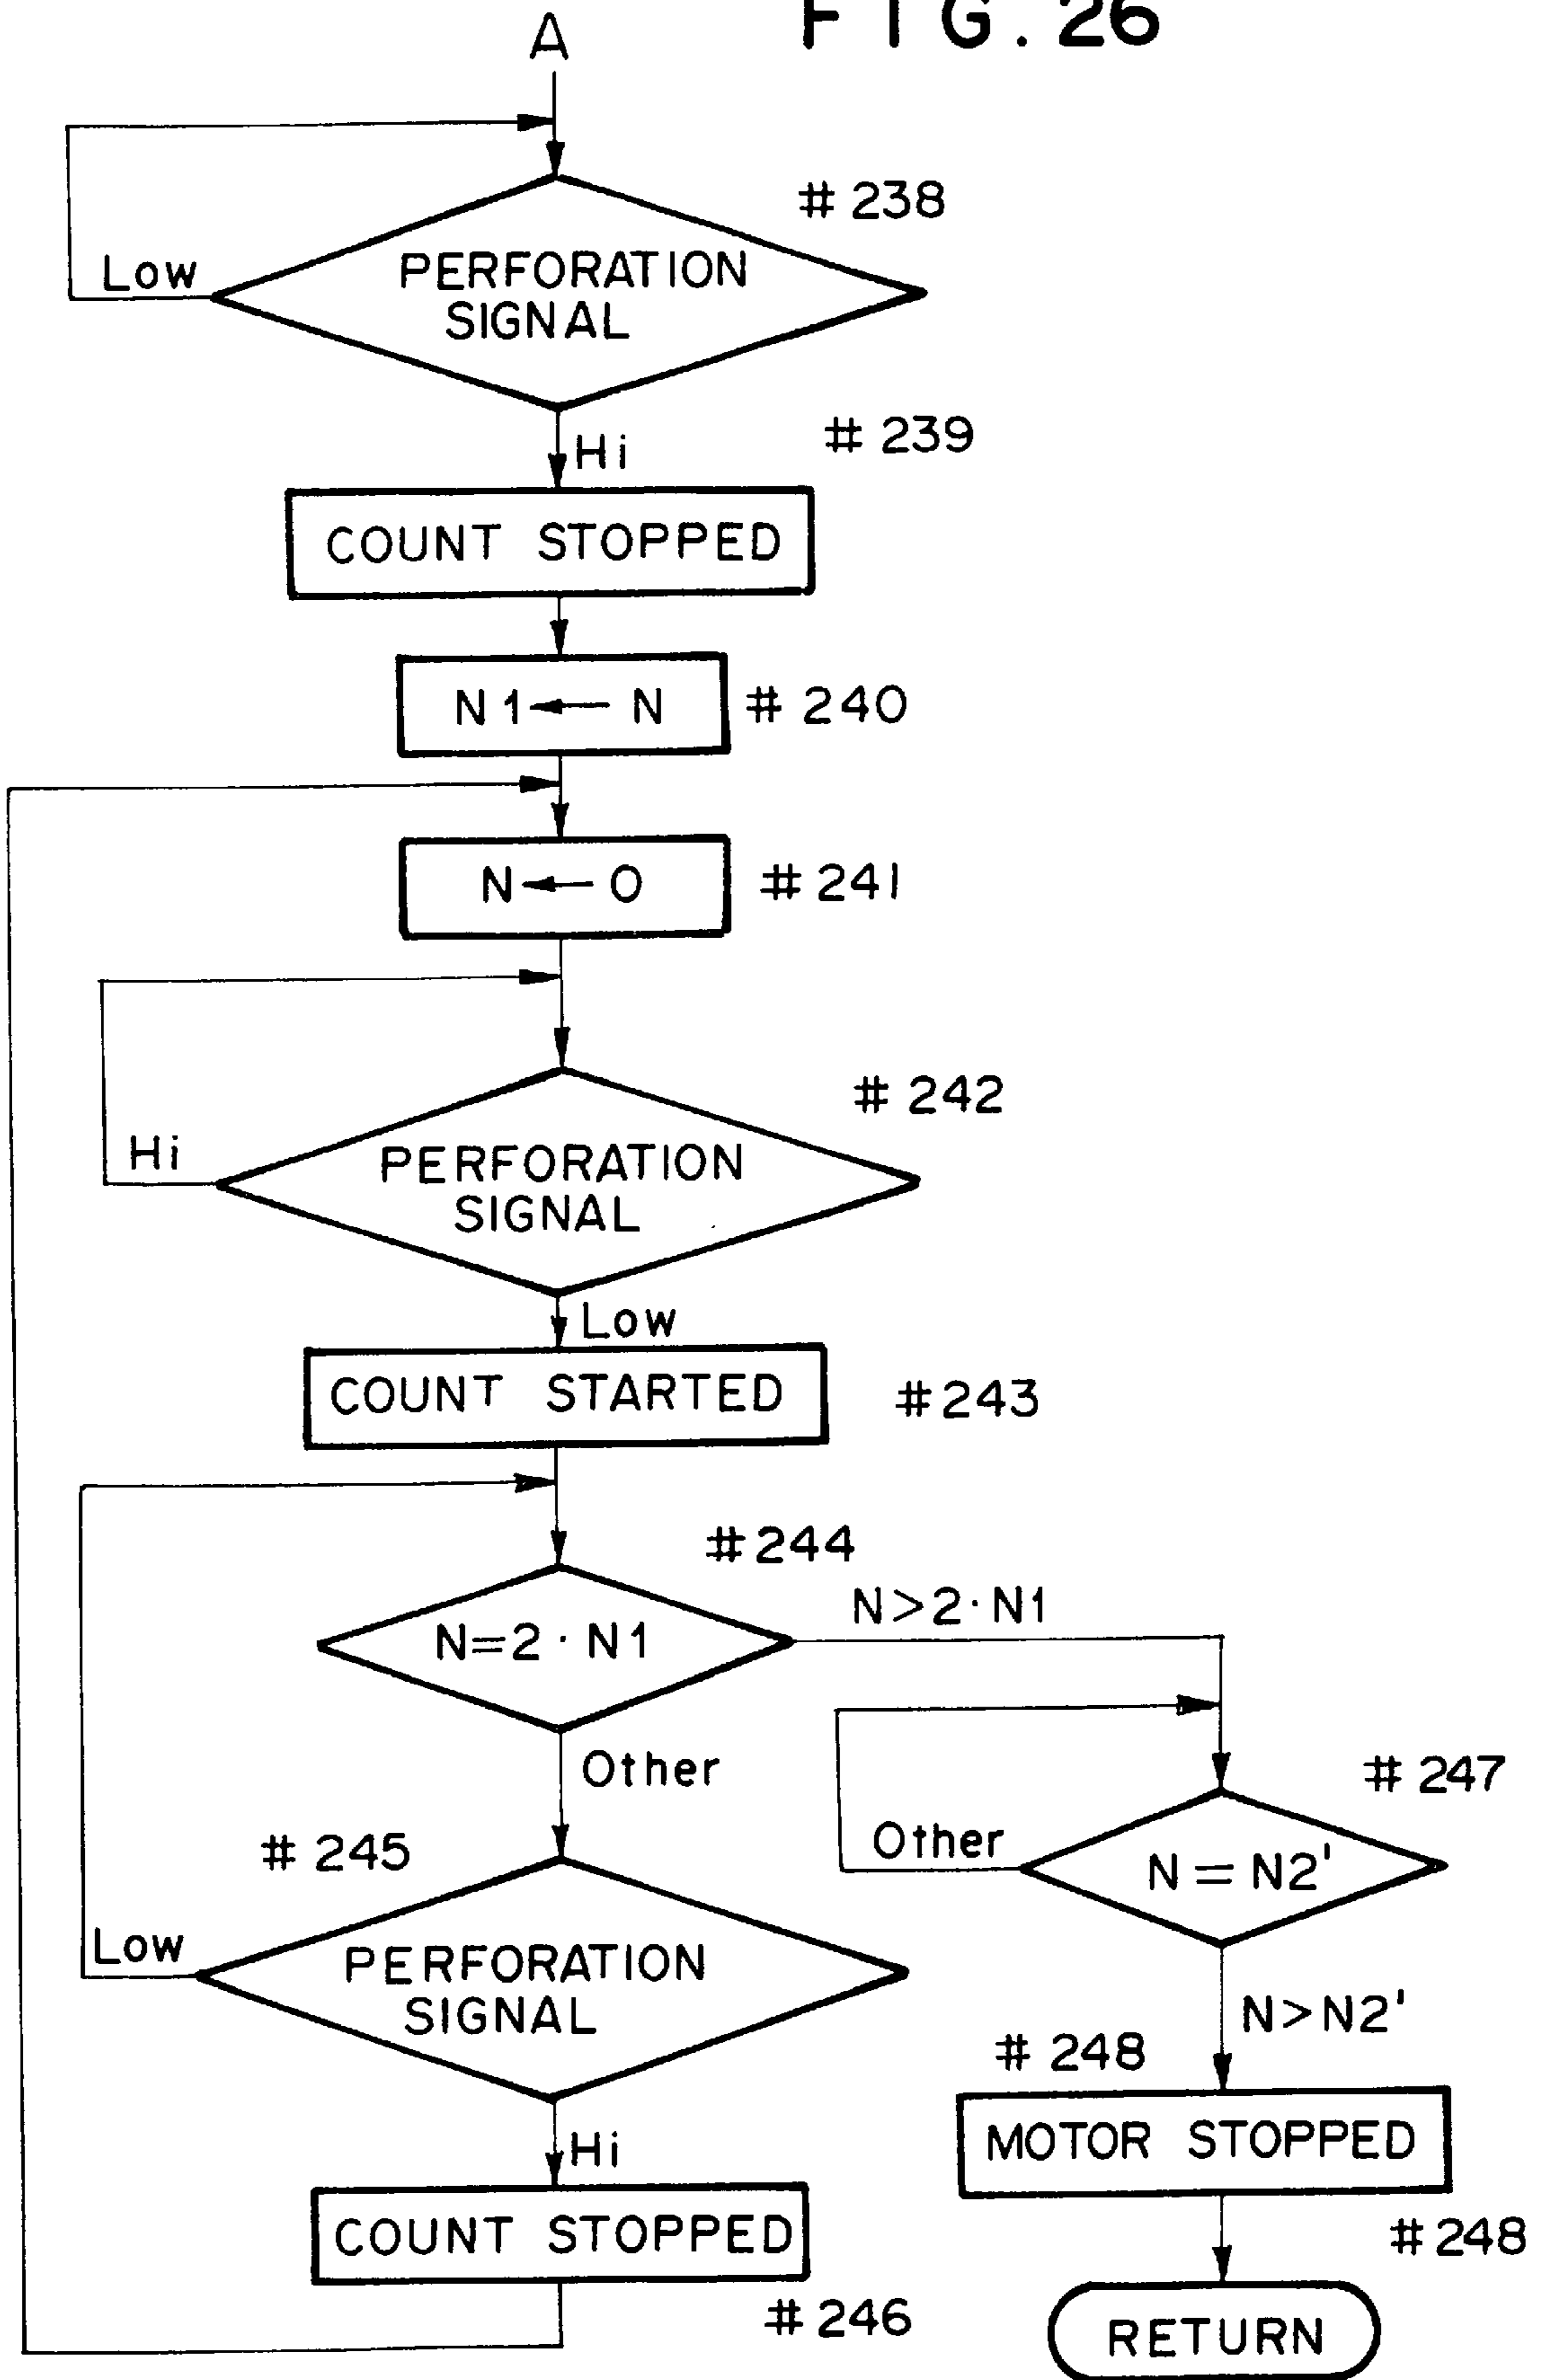 FIG. 26
A
# 238
Low
PERFORATION
SIGNAL
Hi
# 239
COUNT STOPPED
N1 ← N
# 240
N ← O
# 241
# 242
Hi
PERFORATION
SIGNAL
Low
COUNT STARTED
# 243
# 244
N=2·N1
N>2·N1
Other
# 245
Low
PERFORATION
SIGNAL
Hi
COUNT STOPPED
# 246
# 247
Other
N = N2'
N>N2'
# 248
MOTOR STOPPED
# 248
RETURN